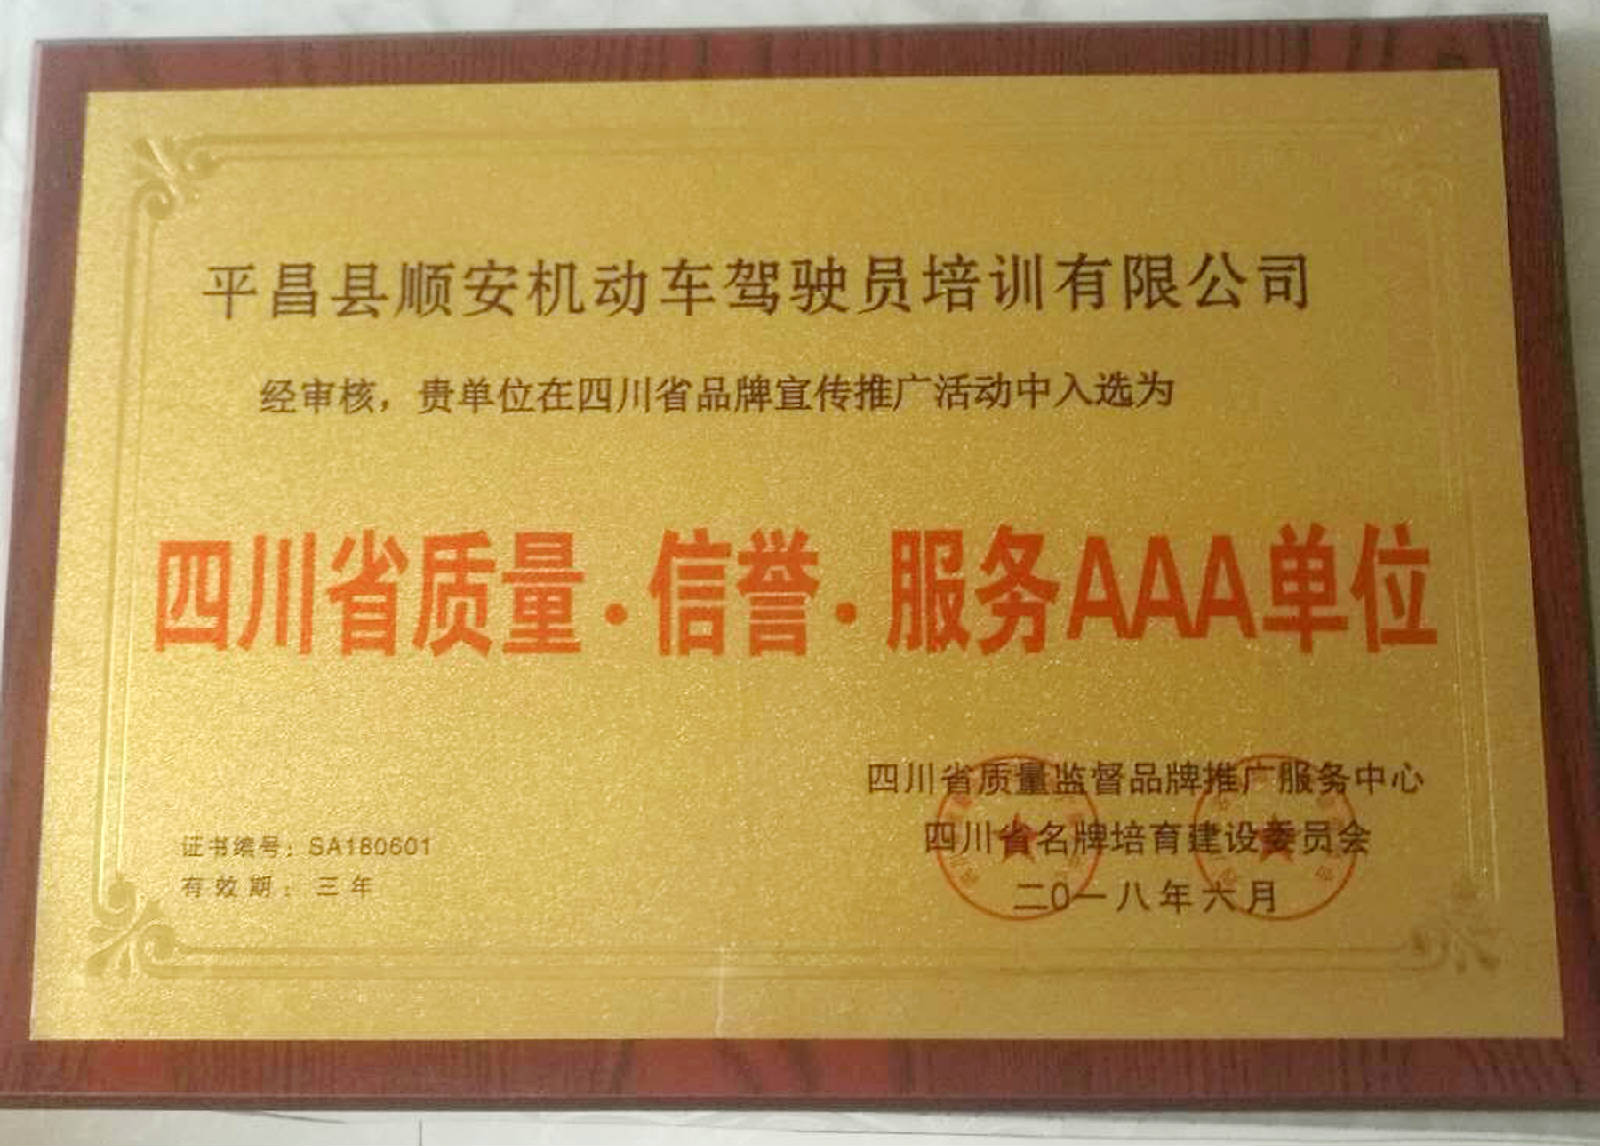 平昌县顺安机动车驾驶员培训有限公司
经审核，贵单位在四川省品牌宣传推广活动中入选为
四川省质量·信誉·服务AAA单位
四川省质量监督品牌推广服务中心
四川省名牌培育建设委员会
二0一八年六月
证书编号：SA180601
有效期：三年